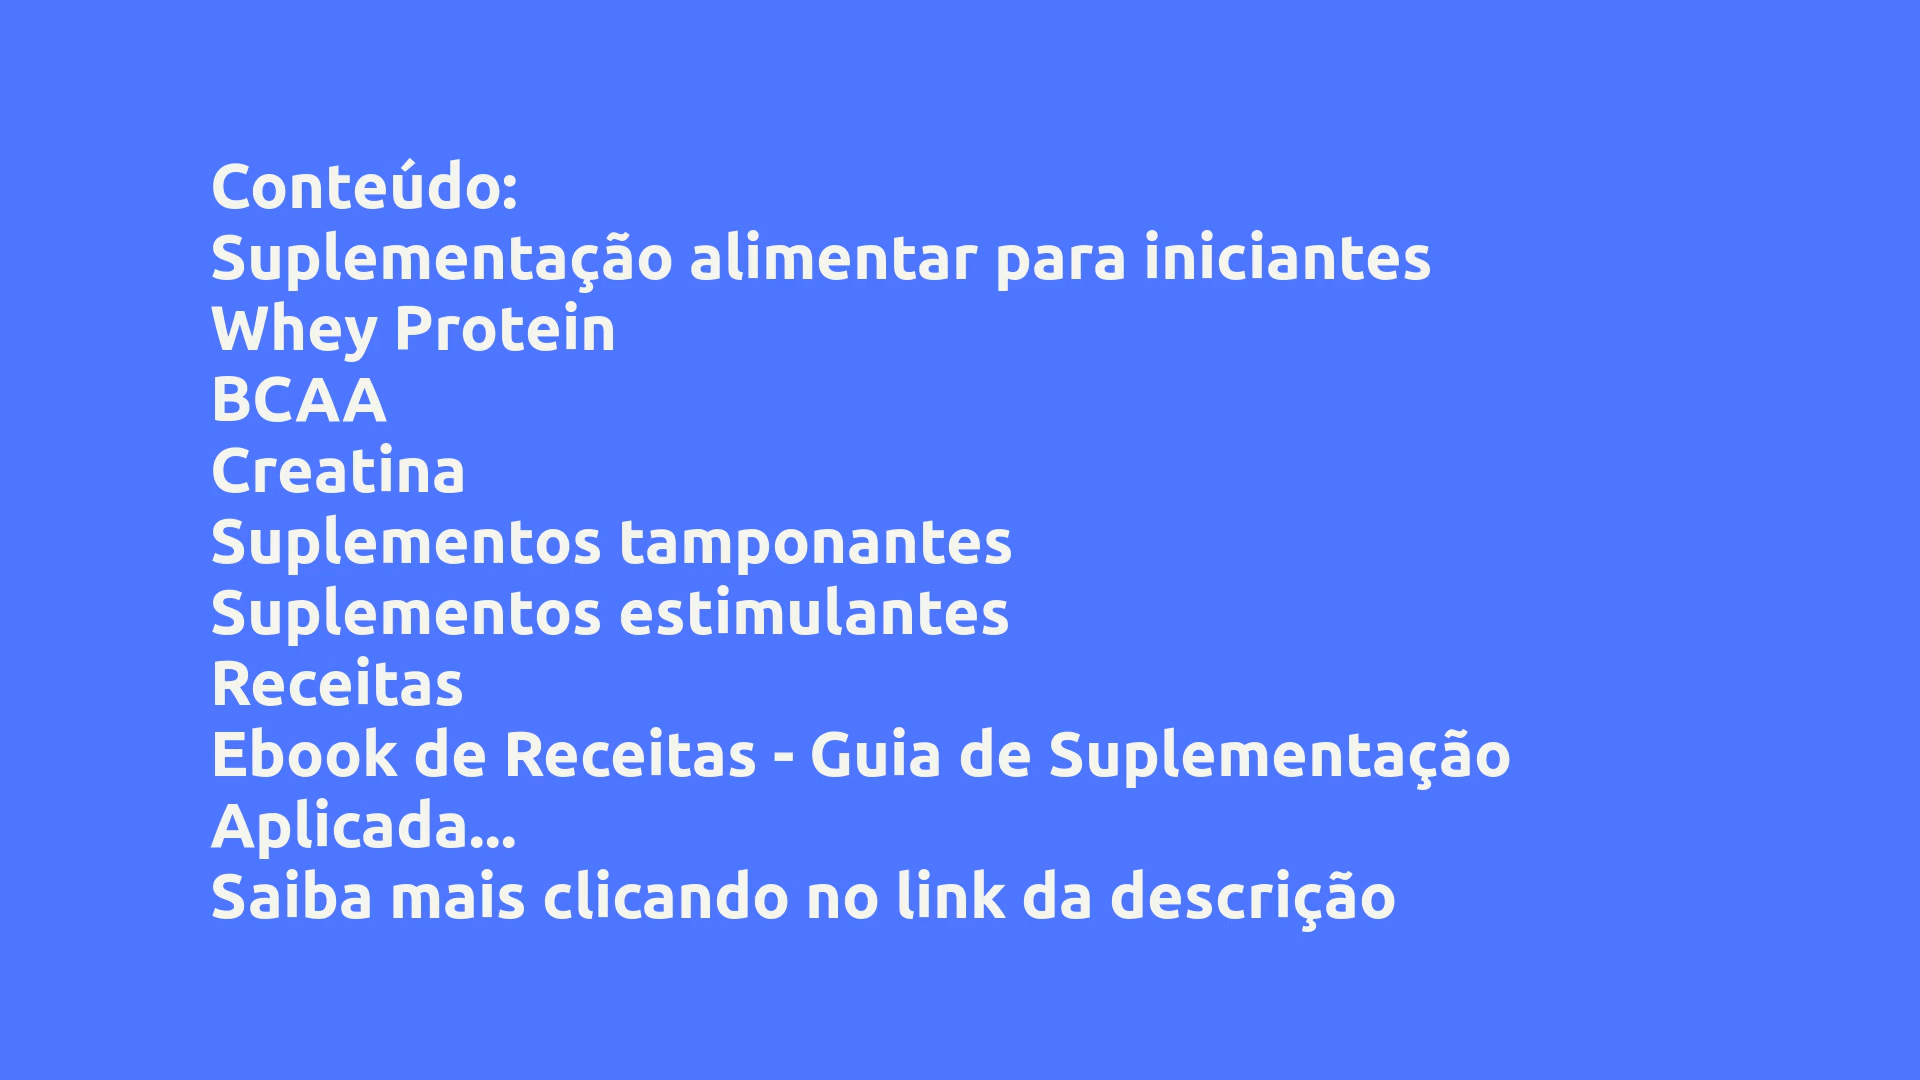 Conteúdo:
Suplementação alimentar para iniciantes
Whey Protein
BCAA
Creatina
Suplementos tamponantes
Suplementos estimulantes
Receitas
Ebook de Receitas - Guia de Suplementação
Aplicada...
Saiba mais clicando no link da descrição